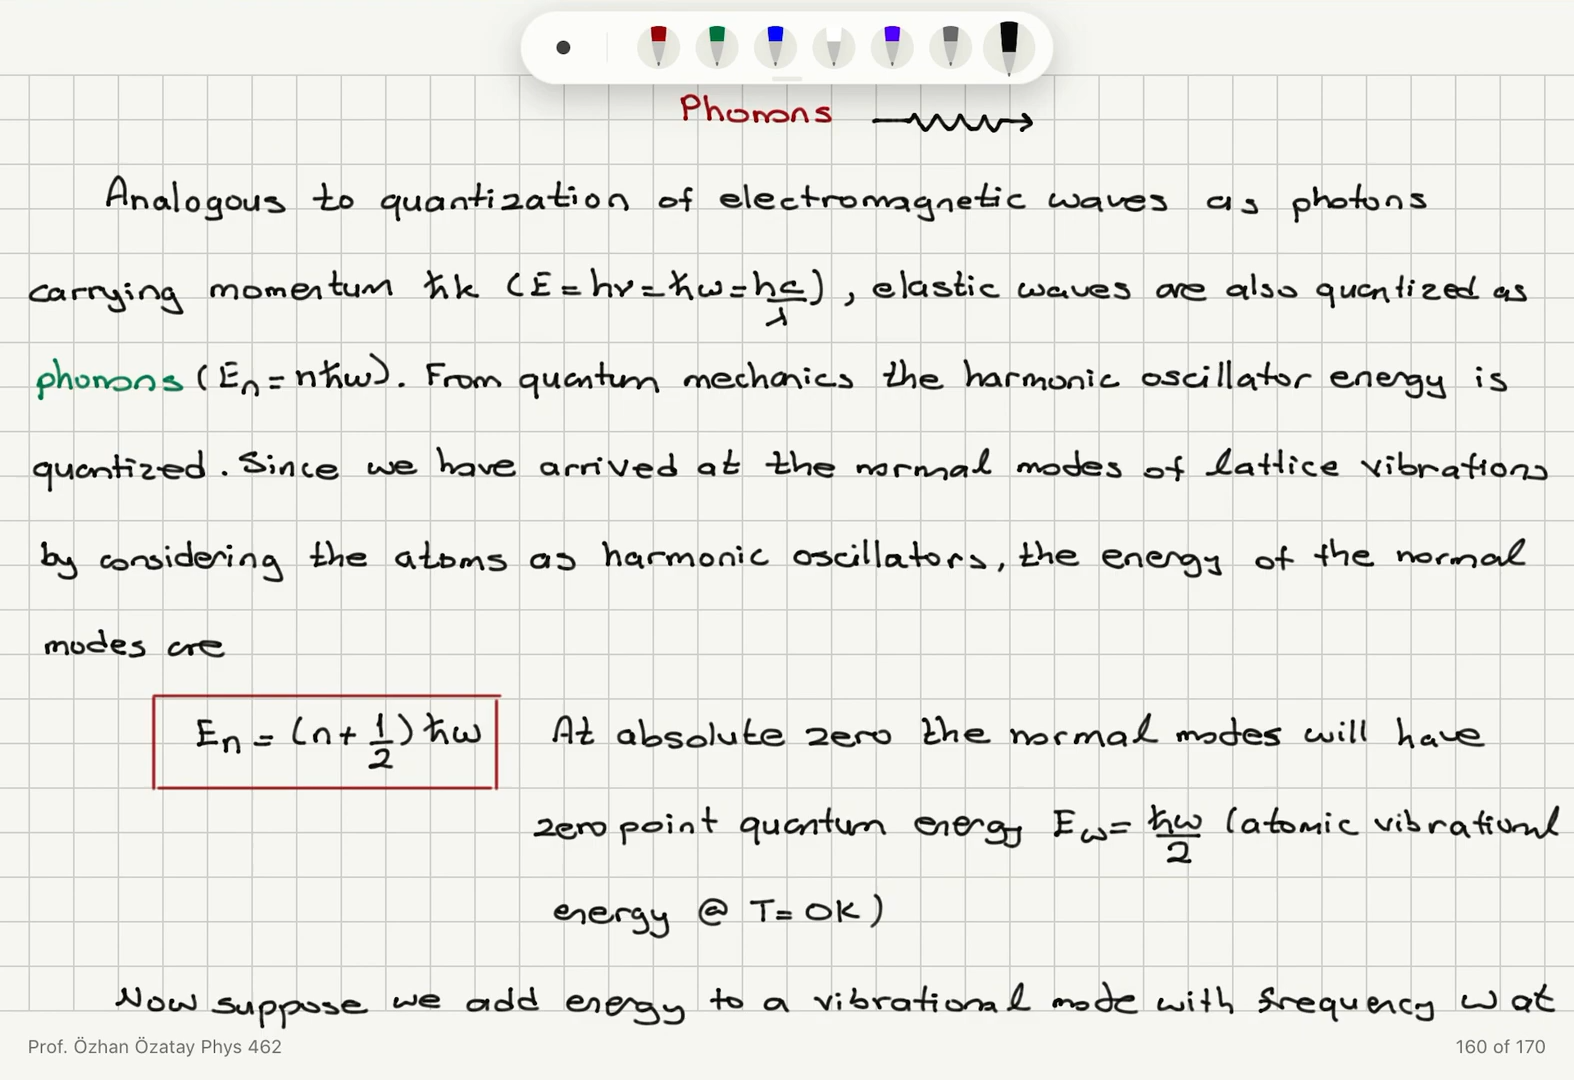 Phonons
Analogous to quantization of electromagnetic waves as photons
carrying momentum ħk (E = hν = ħω = hc/λ), elastic waves are also quantized as
phonons (En = nħω). From quantum mechanics the harmonic oscillator energy is
quantized. Since we have arrived at the normal modes of lattice vibrations
by considering the atoms as harmonic oscillators, the energy of the normal
modes are
En = (n + 1/2) ħω At absolute zero the normal modes will have
zero point quantum energy Eω = ħω/2 (atomic vibrational
energy @ T = 0K)
Now suppose we add energy to a vibrational mode with frequency ω at
Prof. Özhan Özatay Phys 462 160 of 170